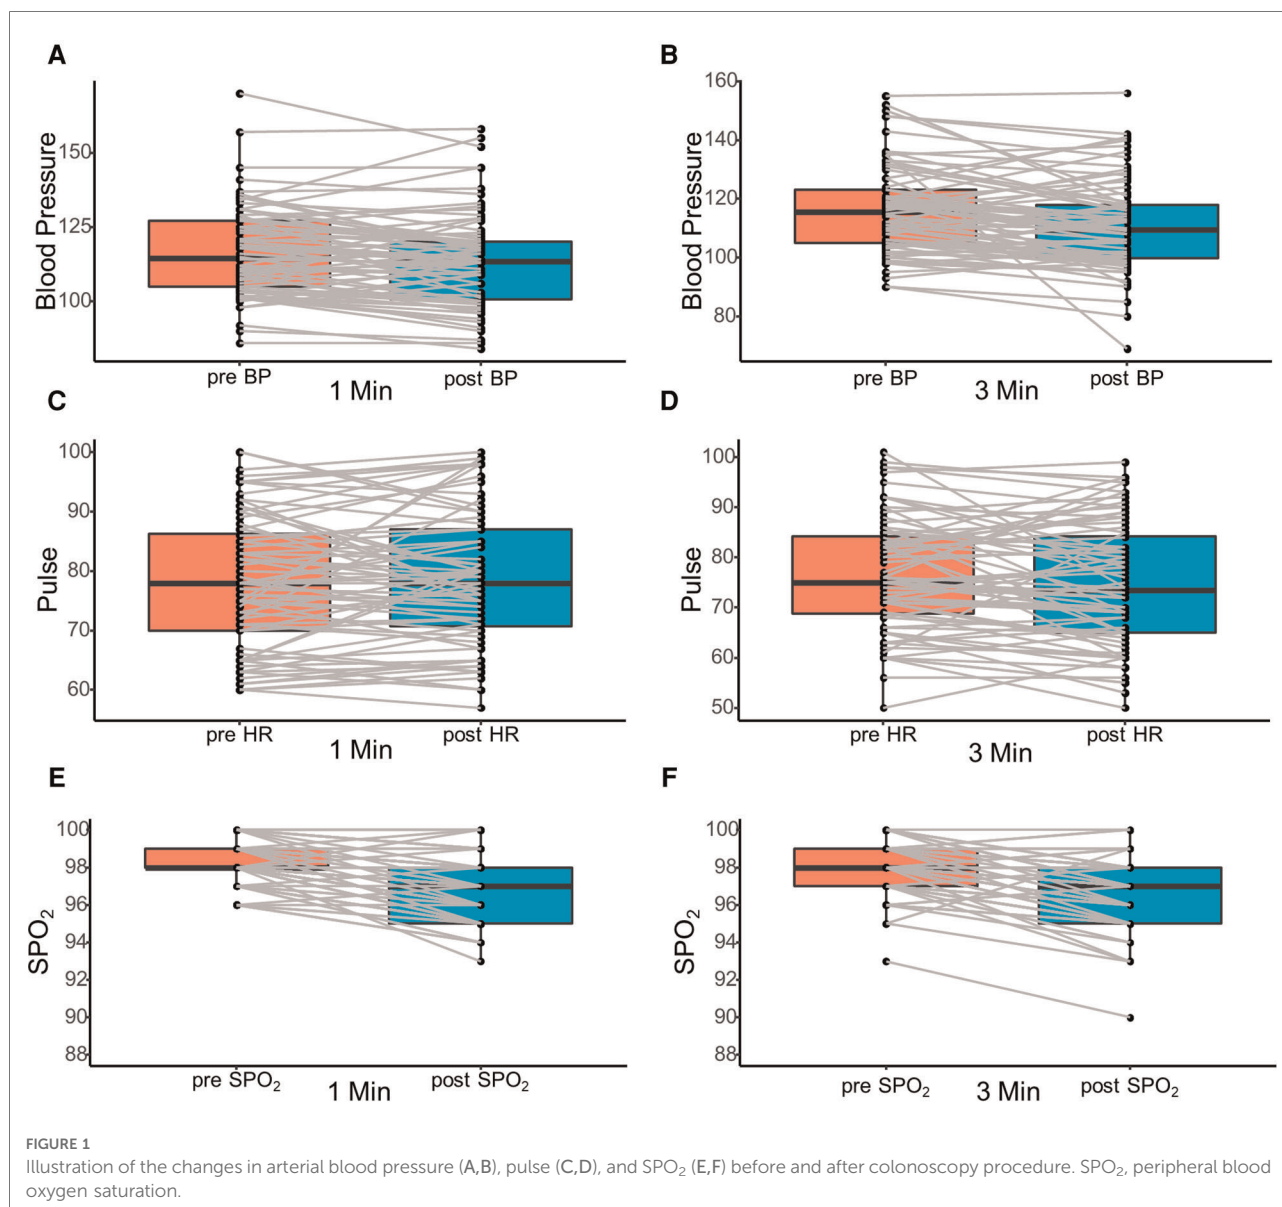 A
B
Blood Pressure
150
125
100
pre BP
1 Min
post BP
Blood Pressure
160
140
120
100
80
pre BP
3 Min
post BP
C
D
Pulse
100
90
80
70
60
pre HR
1 Min
post HR
Pulse
100
90
80
70
60
50
pre HR
3 Min
post HR
E
F
SPO₂
100
98
96
94
92
90
88
pre SPO₂
1 Min
post SPO₂
SPO₂
100
98
96
94
92
90
88
pre SPO₂
3 Min
post SPO₂
FIGURE 1
Illustration of the changes in arterial blood pressure (A,B), pulse (C,D), and SPO₂ (E,F) before and after colonoscopy procedure. SPO₂, peripheral blood
oxygen saturation.